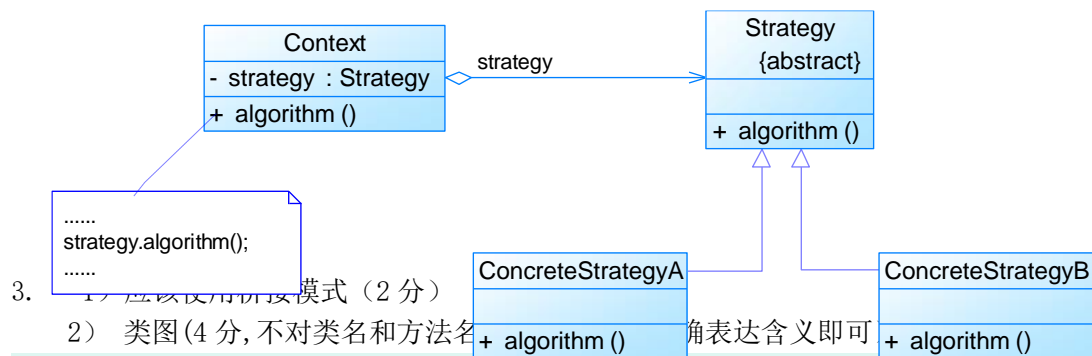 Context
- strategy : Strategy
+ algorithm ()
strategy
Strategy
{abstract}
+ algorithm ()
......
strategy.algorithm();
......
ConcreteStrategyA
+ algorithm ()
ConcreteStrategyB
+ algorithm ()
3. 模式（2 分）
2） 类图(4 分,不对类名和方法名 确表达含义即可